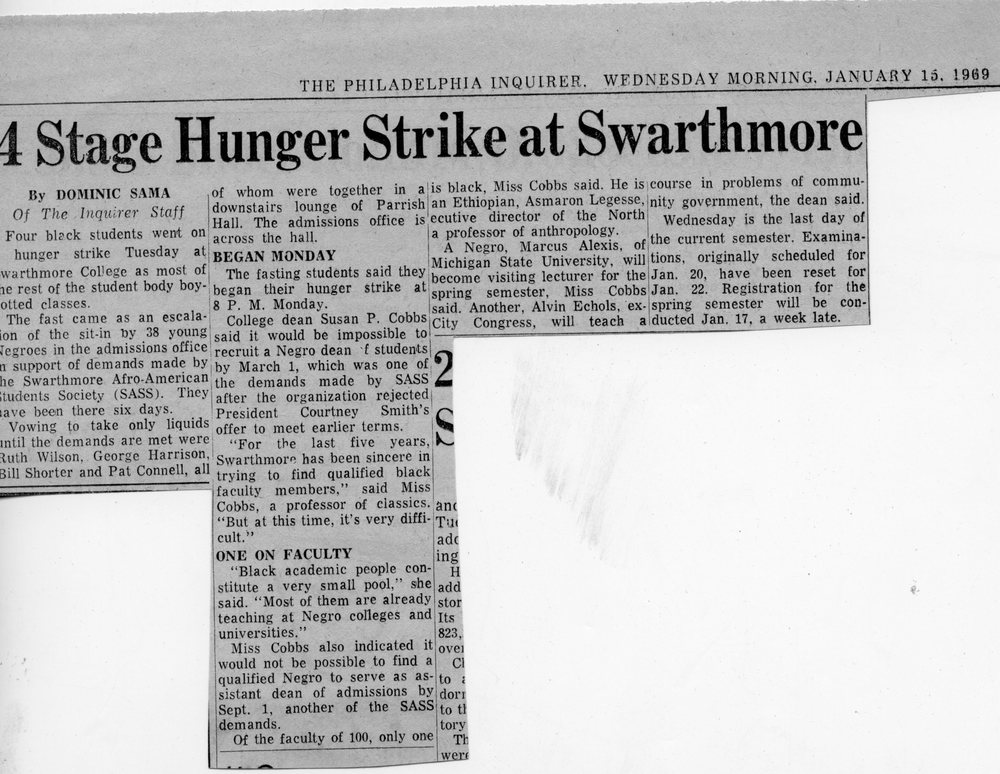 THE PHILADELPHIA INQUIRER, WEDNESDAY MORNING, JANUARY 15, 1969
4 Stage Hunger Strike at Swarthmore
By DOMINIC SAMA
Of The Inquirer Staff
Four black students went on
hunger strike Tuesday at
warthmore College as most of
he rest of the student body boy-
otted classes.
The fast came as an escala-
ion of the sit-in by 38 young
Negroes in the admissions office
n support of demands made by
he Swarthmore Afro-American
Students Society (SASS). They
ave been there six days.
Vowing to take only liquids
until the demands are met were
Ruth Wilson, George Harrison,
Bill Shorter and Pat Connell, all
of whom were together in a
downstairs lounge of Parrish
Hall. The admissions office is
across the hall.
BEGAN MONDAY
The fasting students said they
began their hunger strike at
8 P. M. Monday.
College dean Susan P. Cobbs
said it would be impossible to
recruit a Negro dean f students
by March 1, which was one of
the demands made by SASS
after the organization rejected
President Courtney Smith's
offer to meet earlier terms.
"For the last five years,
Swarthmore has been sincere in
trying to find qualified black
faculty members," said Miss
Cobbs, a professor of classics.
"But at this time, it's very diffi-
cult."
ONE ON FACULTY
"Black academic people con-
stitute a very small pool," she
said. "Most of them are already
teaching at Negro colleges and
universities."
Miss Cobbs also indicated it
would not be possible to find a
qualified Negro to serve as as-
sistant dean of admissions by
Sept. 1, another of the SASS
demands.
Of the faculty of 100, only one
is black, Miss Cobbs said. He is
an Ethiopian, Asmaron Legesse,
ecutive director of the North
a professor of anthropology.
A Negro, Marcus Alexis, of
Michigan State University, will
become visiting lecturer for the
spring semester, Miss Cobbs
said. Another, Alvin Echols, ex-
City Congress, will teach a
course in problems of commu-
nity government, the dean said.
Wednesday is the last day of
the current semester. Examina-
tions, originally scheduled for
Jan. 20, have been reset for
Jan. 22. Registration for the
spring semester will be con-
ducted Jan. 17, a week late.
2
S
and
Tu
add
ing
H
add
stor
Its
823,
over
to
dorr
to th
tory
Th
were